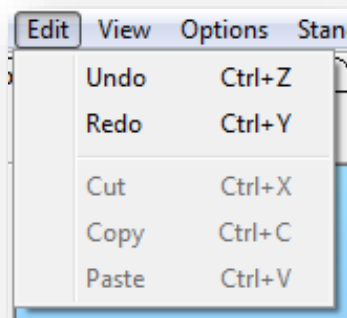 Edit View Options Stan
Undo Ctrl+Z
Redo Ctrl+Y
Cut Ctrl+X
Copy Ctrl+C
Paste Ctrl+V